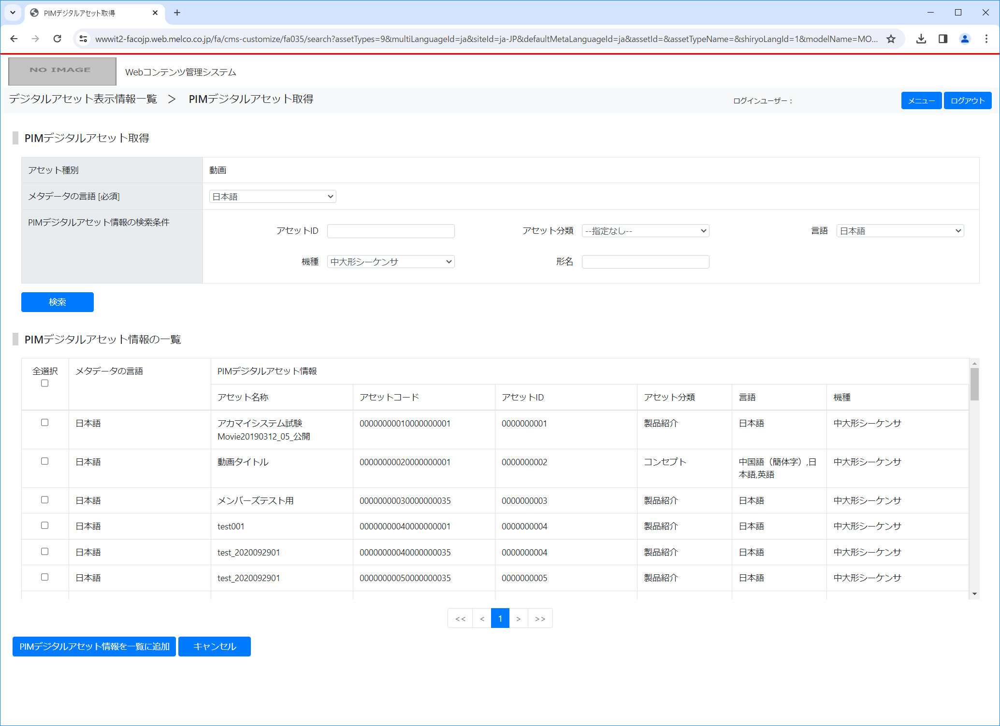 PIMデジタルアセット取得
wwwit2-facojp.web.melco.co.jp/fa/cms-customize/fa035/search?assetTypes=9&multiLanguageId=ja&siteId=ja-JP&defaultMetaLanguageId=ja&assetId=&assetTypeName=&shiryoLangId=1&modelName=MO...
NO IMAGE
Webコンテンツ管理システム
デジタルアセット表示情報一覧 > PIMデジタルアセット取得
ログインユーザー：
メニュー
ログアウト
PIMデジタルアセット取得
アセット種別 動画
メタデータの言語 [必須] 日本語
PIMデジタルアセット情報の検索条件
アセットID アセット分類 --指定なし-- 言語 日本語
機種 中大形シーケンサ 形名
検索
PIMデジタルアセット情報の一覧
全選択 メタデータの言語 PIMデジタルアセット情報
アセット名称 アセットコード アセットID アセット分類 言語 機種
日本語 アカマイシステム試験 00000000010000000001 0000000001 製品紹介 日本語 中大形シーケンサ
Movie20190312_05_公開
日本語 動画タイトル 00000000020000000001 0000000002 コンセプト 中国語（簡体字）,日 中大形シーケンサ
本語,英語
日本語 メンバーズテスト用 00000000030000000035 0000000003 製品紹介 日本語 中大形シーケンサ
日本語 test001 00000000040000000001 0000000004 製品紹介 日本語 中大形シーケンサ
日本語 test_2020092901 00000000040000000035 0000000004 製品紹介 日本語 中大形シーケンサ
日本語 test_2020092901 00000000050000000035 0000000005 製品紹介 日本語 中大形シーケンサ
<< < 1 > >>
PIMデジタルアセット情報を一覧に追加 キャンセル